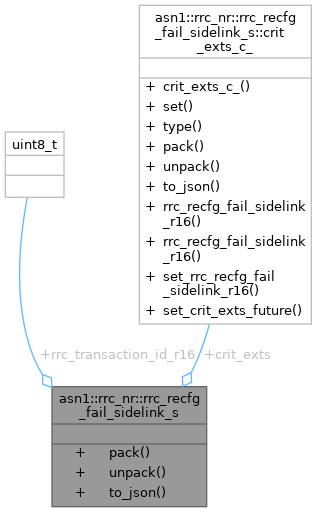 asn1::rrc_nr::rrc_recfg
_fail_sidelink_s::crit
_exts_c_
+ crit_exts_c_()
+ set()
+ type()
+ pack()
+ unpack()
+ to_json()
+ rrc_recfg_fail_sidelink
_r16()
+ rrc_recfg_fail_sidelink
_r16()
+ set_rrc_recfg_fail
_sidelink_r16()
+ set_crit_exts_future()
uint8_t
+rrc_transaction_id_r16
+crit_exts
asn1::rrc_nr::rrc_recfg
_fail_sidelink_s
+ pack()
+ unpack()
+ to_json()